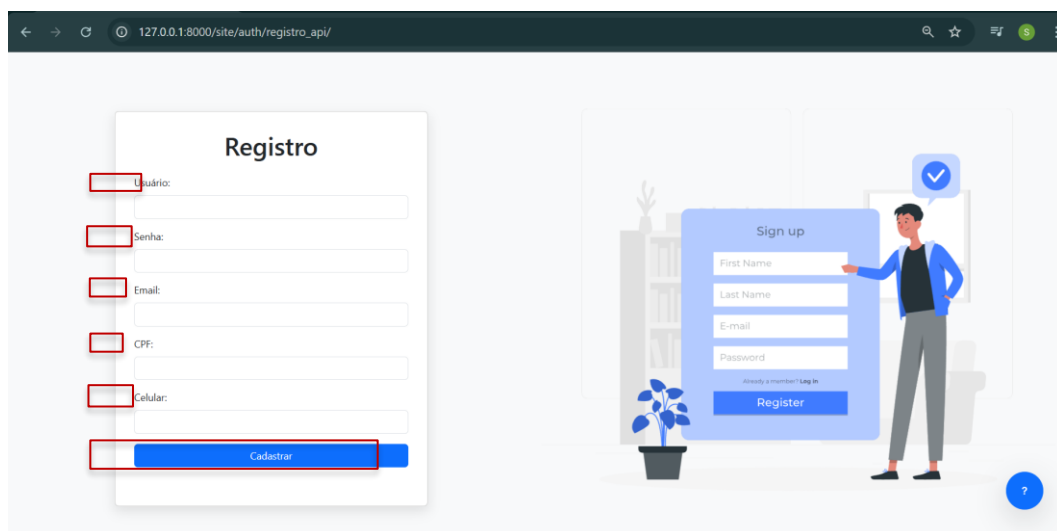 127.0.0.1:8000/site/auth/registro_api/
S
Registro
Usuário:
Senha:
Email:
CPF:
Celular:
Cadastrar
Sign up
First Name
Last Name
E-mail
Password
Already a member? Log In
Register
?